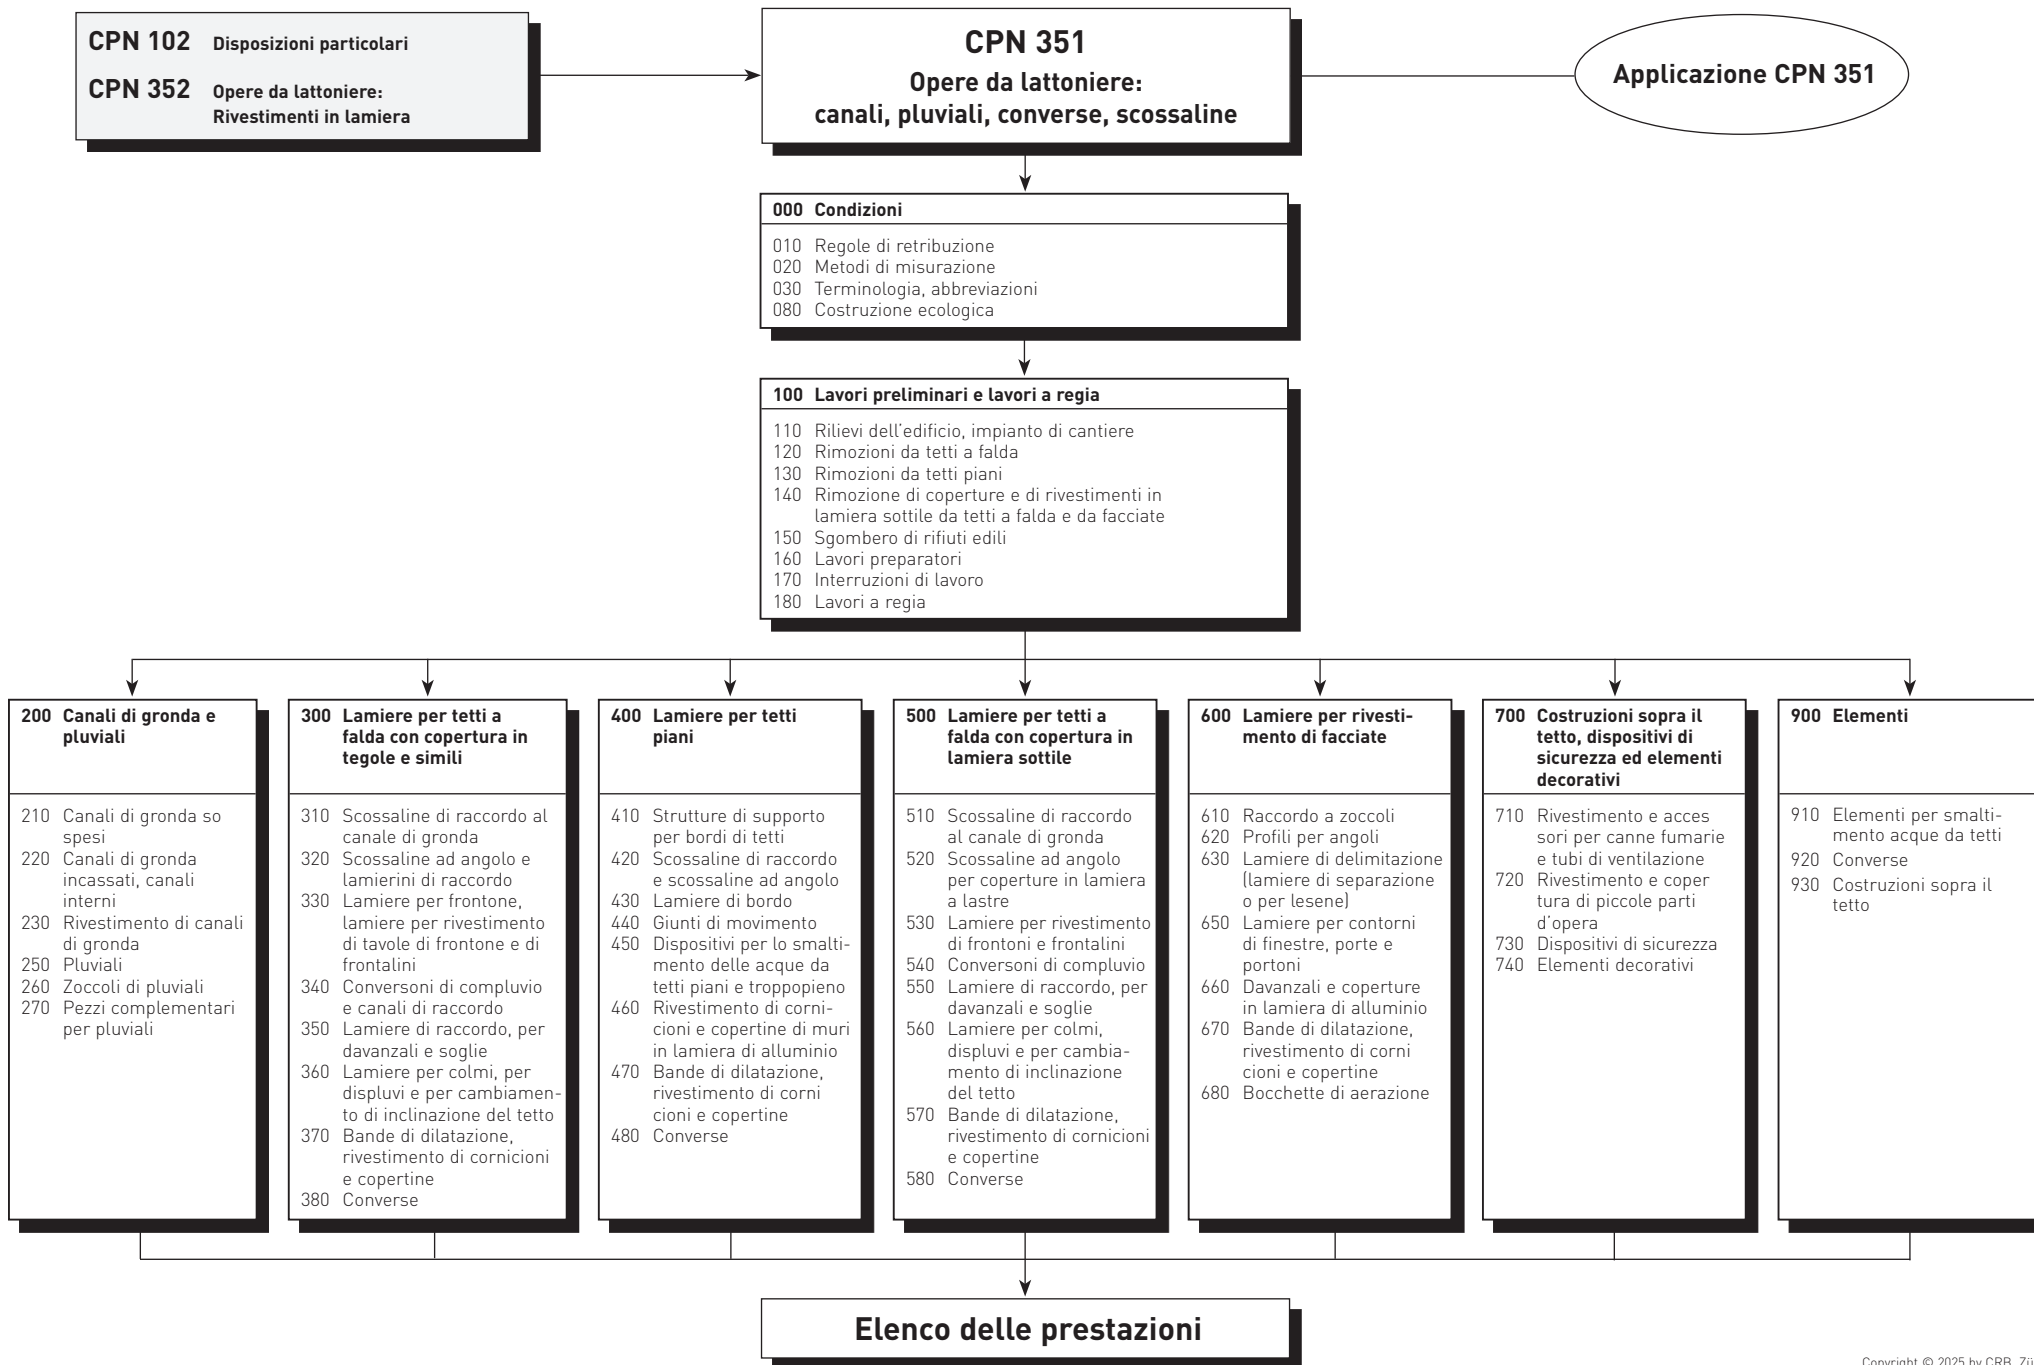 CPN 102 Disposizioni particolari
CPN 352 Opere da lattoniere:
Rivestimenti in lamiera
CPN 351
Opere da lattoniere:
canali, pluviali, converse, scossaline
Applicazione CPN 351
000 Condizioni
010 Regole di retribuzione
020 Metodi di misurazione
030 Terminologia, abbreviazioni
080 Costruzione ecologica
100 Lavori preliminari e lavori a regia
110 Rilievi dell'edificio, impianto di cantiere
120 Rimozioni da tetti a falda
130 Rimozioni da tetti piani
140 Rimozione di coperture e di rivestimenti in
lamiera sottile da tetti a falda e da facciate
150 Sgombero di rifiuti edili
160 Lavori preparatori
170 Interruzioni di lavoro
180 Lavori a regia
200 Canali di gronda e
pluviali
210 Canali di gronda so
spesi
220 Canali di gronda
incassati, canali
interni
230 Rivestimento di canali
di gronda
250 Pluviali
260 Zoccoli di pluviali
270 Pezzi complementari
per pluviali
300 Lamiere per tetti a
falda con copertura in
tegole e simili
310 Scossaline di raccordo al
canale di gronda
320 Scossaline ad angolo e
lamierini di raccordo
330 Lamiere per frontone,
lamiere per rivestimento
di tavole di frontone e di
frontalini
340 Conversoni di compluvio
e canali di raccordo
350 Lamiere di raccordo, per
davanzali e soglie
360 Lamiere per colmi, per
displuvi e per cambiamen-
to di inclinazione del tetto
370 Bande di dilatazione,
rivestimento di cornicioni
e copertine
380 Converse
400 Lamiere per tetti
piani
410 Strutture di supporto
per bordi di tetti
420 Scossaline di raccordo
e scossaline ad angolo
430 Lamiere di bordo
440 Giunti di movimento
450 Dispositivi per lo smalti-
mento delle acque da
tetti piani e troppopieno
460 Rivestimento di corni-
cioni e copertine di muri
in lamiera di alluminio
470 Bande di dilatazione,
rivestimento di corni
cioni e copertine
480 Converse
500 Lamiere per tetti a
falda con copertura in
lamiera sottile
510 Scossaline di raccordo
al canale di gronda
520 Scossaline ad angolo
per coperture in lamiera
a lastre
530 Lamiere per rivestimento
di frontoni e frontalini
540 Conversoni di compluvio
550 Lamiere di raccordo, per
davanzali e soglie
560 Lamiere per colmi,
displuvi e per cambia-
mento di inclinazione
del tetto
570 Bande di dilatazione,
rivestimento di cornicioni
e copertine
580 Converse
600 Lamiere per rivesti-
mento di facciate
610 Raccordo a zoccoli
620 Profili per angoli
630 Lamiere di delimitazione
(lamiere di separazione
o per lesene)
650 Lamiere per contorni
di finestre, porte e
portoni
660 Davanzali e coperture
in lamiera di alluminio
670 Bande di dilatazione,
rivestimento di corni
cioni e copertine
680 Bocchette di aerazione
700 Costruzioni sopra il
tetto, dispositivi di
sicurezza ed elementi
decorativi
710 Rivestimento e acces
sori per canne fumarie
e tubi di ventilazione
720 Rivestimento e coper
tura di piccole parti
d'opera
730 Dispositivi di sicurezza
740 Elementi decorativi
900 Elementi
910 Elementi per smalti-
mento acque da tetti
920 Converse
930 Costruzioni sopra il
tetto
Elenco delle prestazioni
Copyright © 2025 by CRB, Zü